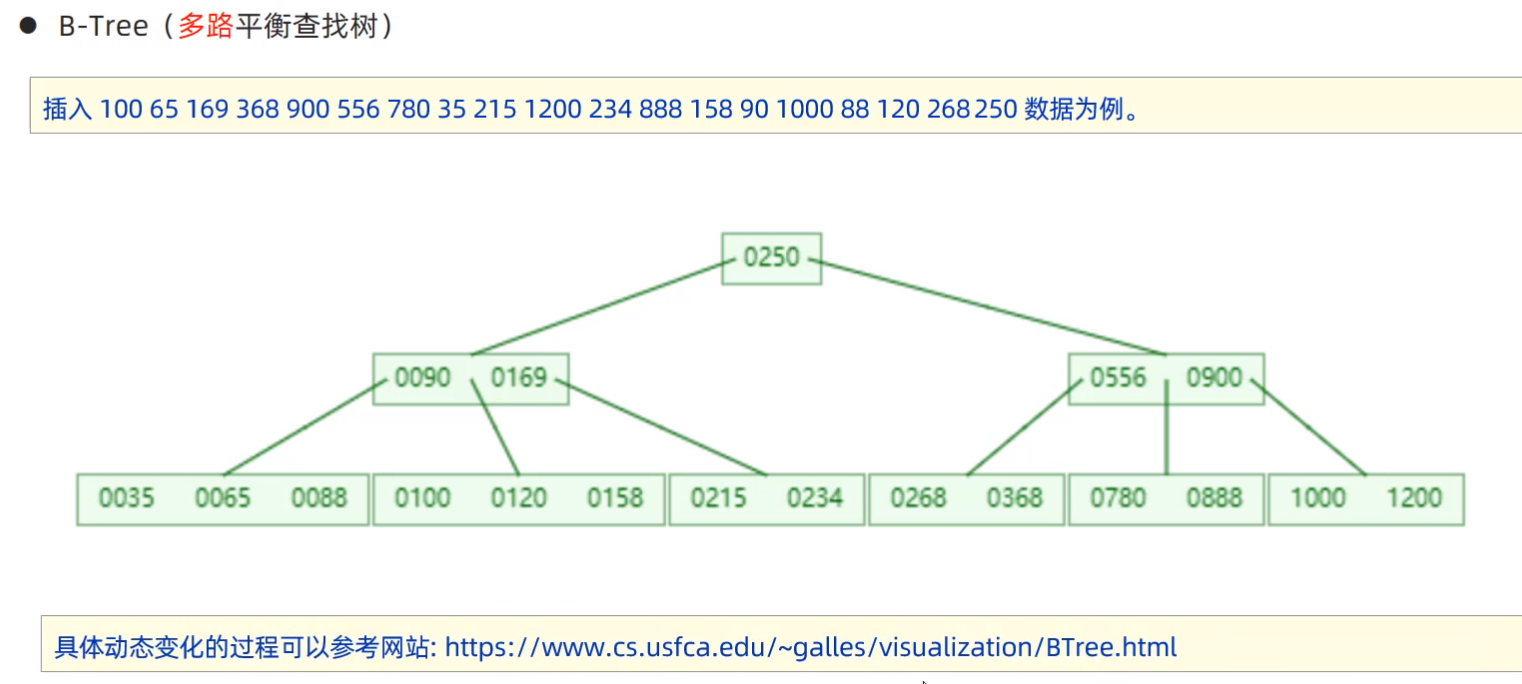 ● B-Tree（多路平衡查找树）
插入 100 65 169 368 900 556 780 35 215 1200 234 888 158 90 1000 88 120 268 250 数据为例。
0250
0090 0169 0556 0900
0035 0065 0088 0100 0120 0158 0215 0234 0268 0368 0780 0888 1000 1200
具体动态变化的过程可以参考网站: https://www.cs.usfca.edu/~galles/visualization/BTree.html